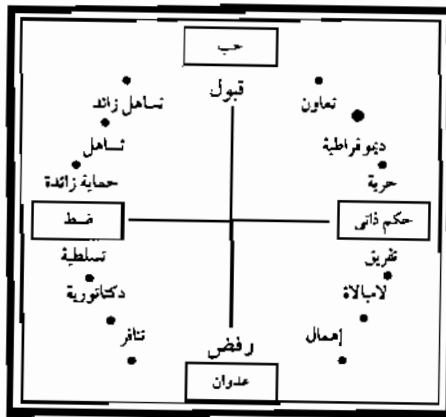 حب
قبول
تعاون
تساهل زائد
ديموقراطية
تساهل
حرية
حماية زائدة
حكم ذاتى
ضبط
تفريق
تسلطية
لامبالاة
دكتاتورية
إهمال
تنافر
رفض
عدوان